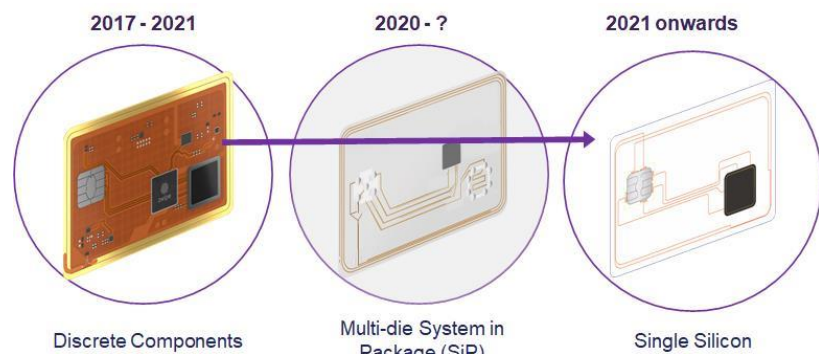 2017 - 2021
2020 - ?
2021 onwards
Discrete Components
Multi-die System in
Package (SiP)
Single Silicon